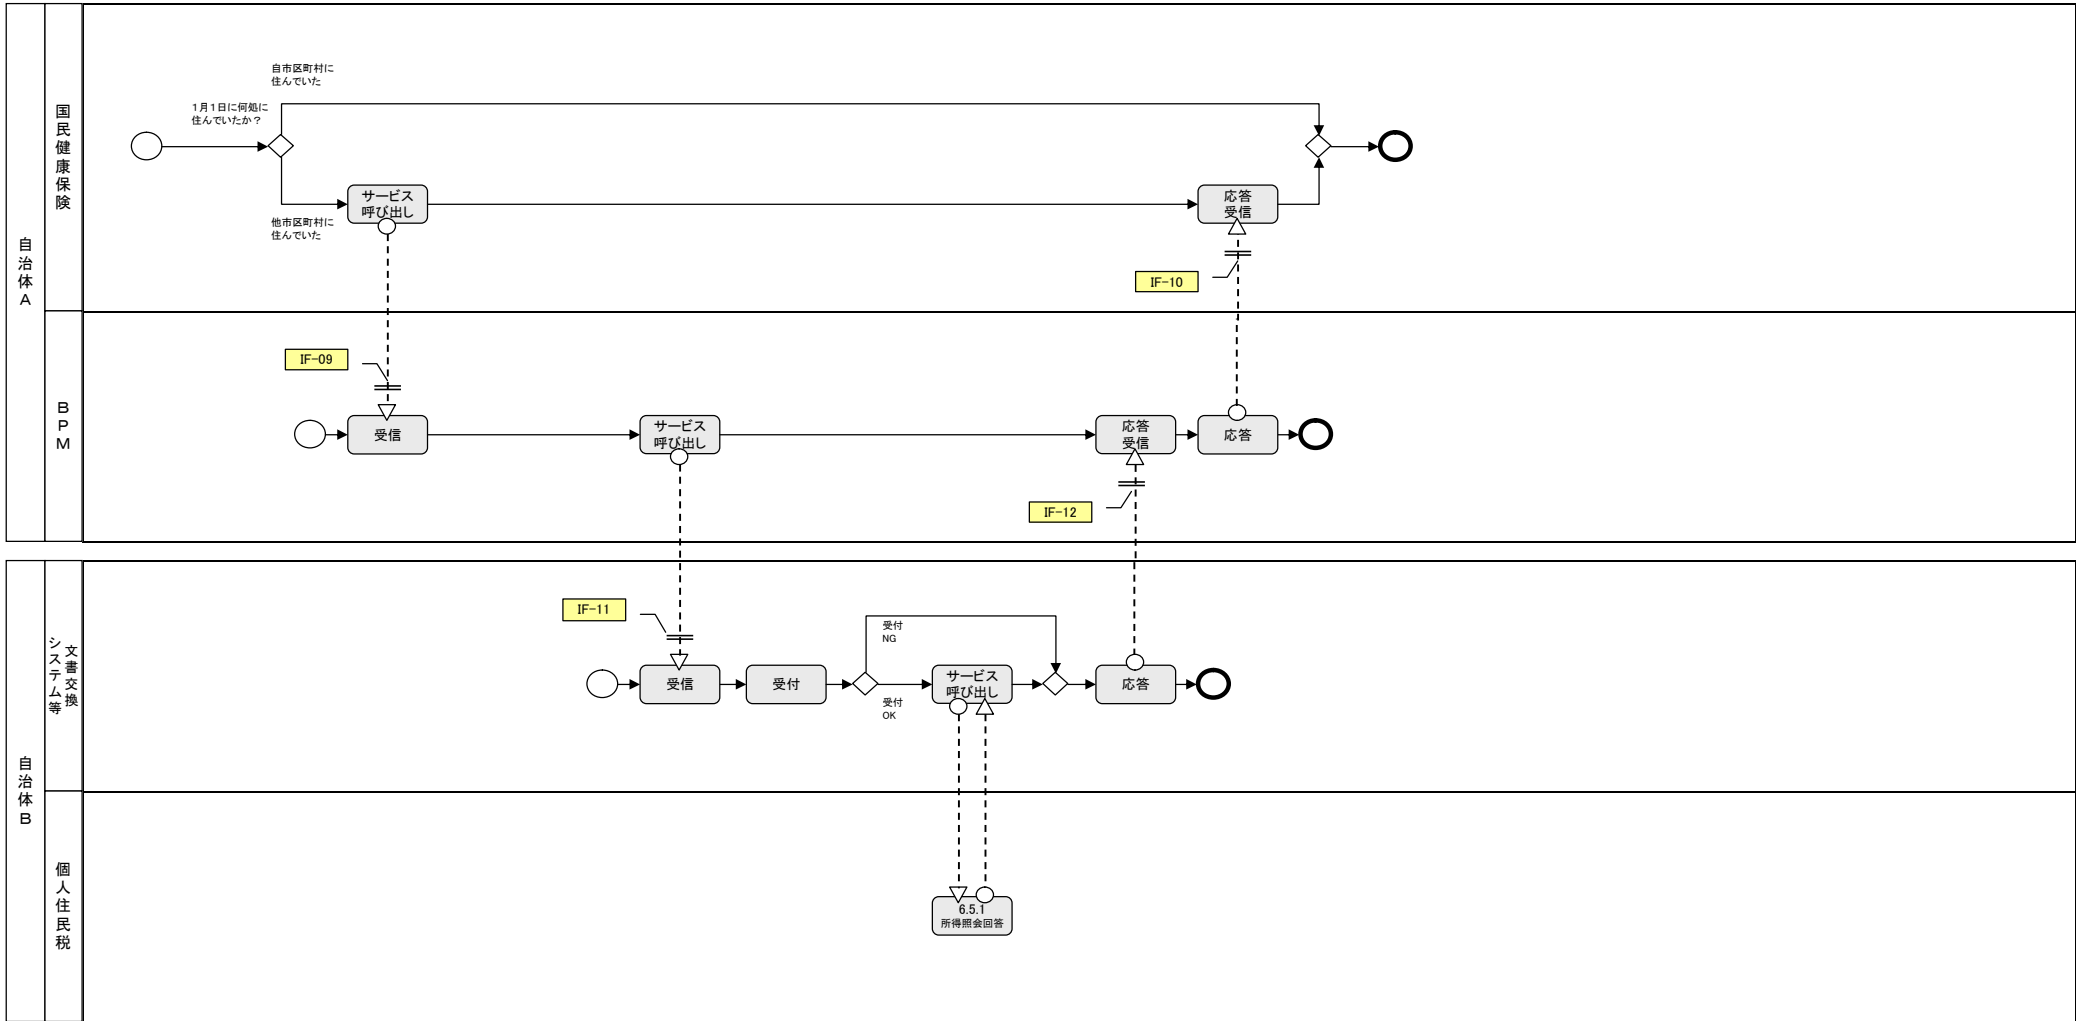 自治体A
国民健康保険
自市区町村に
住んでいた
1月1日に何処に
住んでいたか?
サービス
呼び出し
他市区町村に
住んでいた
応答
受信
IF-10
BPM
IF-09
受信
サービス
呼び出し
応答
受信
応答
IF-12
自治体B
文書交換
システム等
IF-11
受信
受付
受付
NG
受付
OK
サービス
呼び出し
応答
個人住民税
6.5.1
所得照会回答